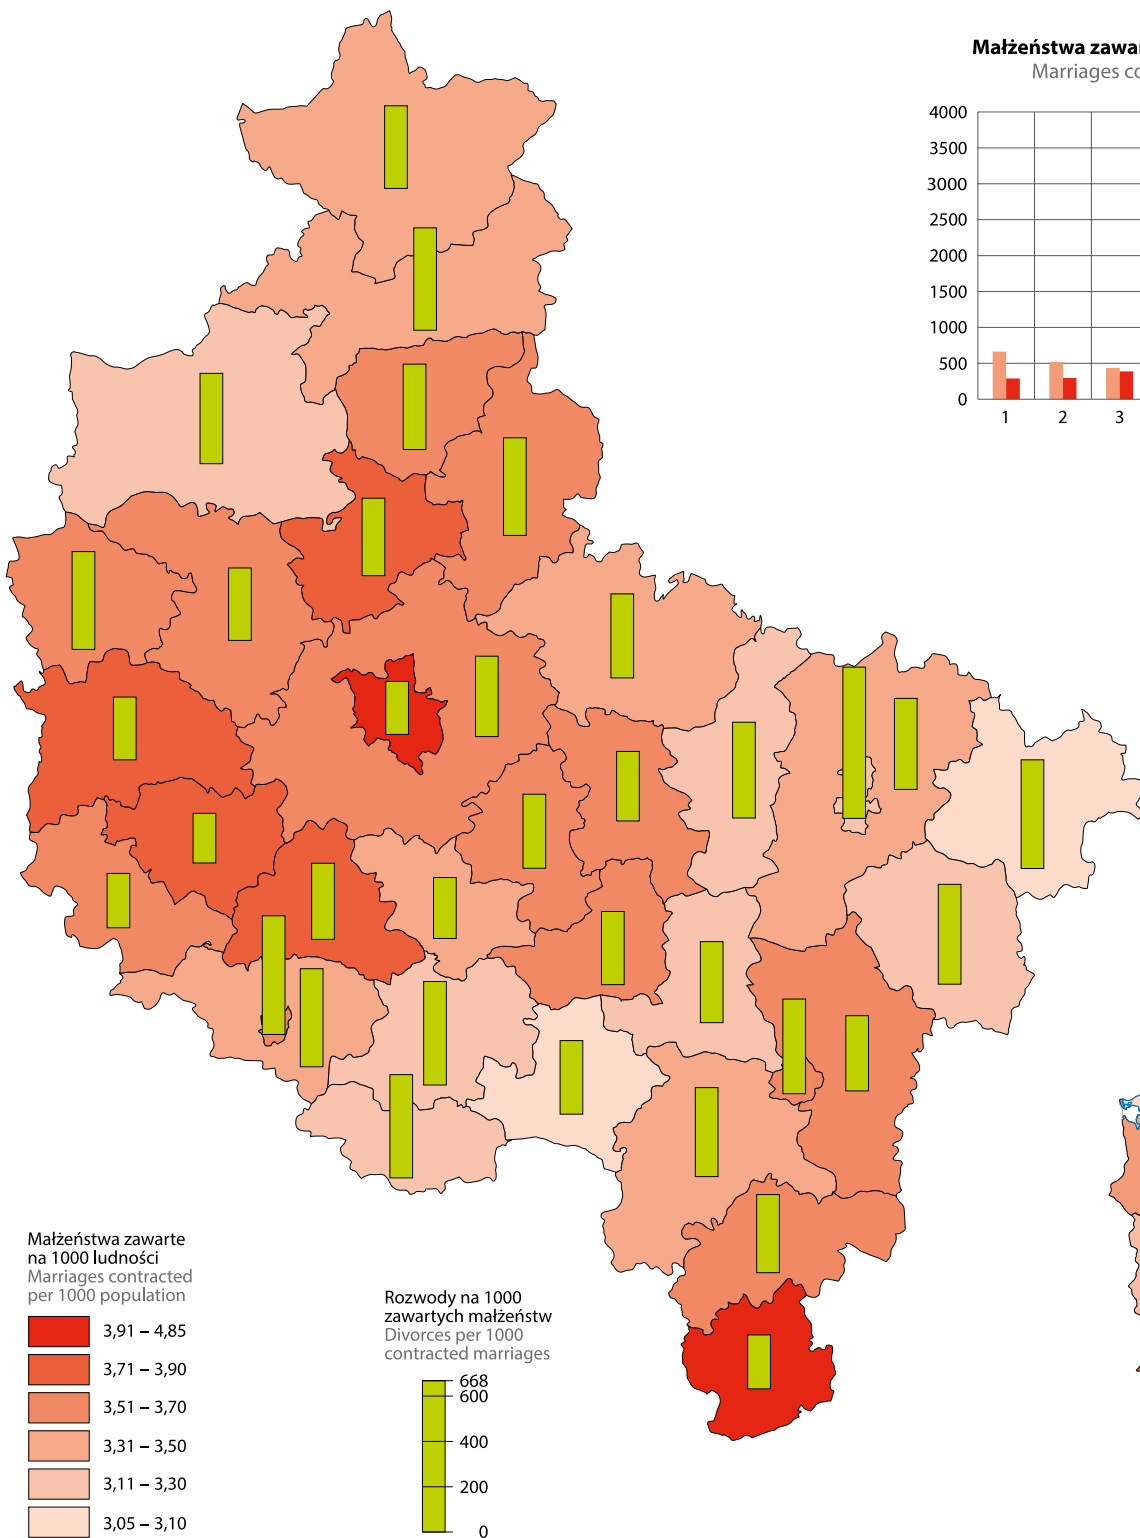 Małżeństwa zawar
Marriages co
4000
3500
3000
2500
2000
1500
1000
500
0
1 2 3
Małżeństwa zawarte
na 1000 ludności
Marriages contracted
per 1000 population
3,91 – 4,85
3,71 – 3,90
3,51 – 3,70
3,31 – 3,50
3,11 – 3,30
3,05 – 3,10
Rozwody na 1000
zawartych małżeństw
Divorces per 1000
contracted marriages
668
600
400
200
0